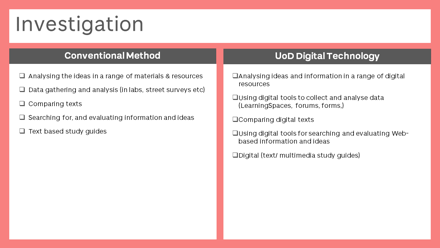 Investigation
Conventional Method
❑ Analysing the ideas in a range of materials & resources
❑ Data gathering and analysis (in labs, street surveys etc)
❑ Comparing texts
❑ Searching for, and evaluating information and ideas
❑ Text based study guides
UoD Digital Technology
❑Analysing ideas and information in a range of digital
resources
❑Using digital tools to collect and analyse data
(LearningSpaces, forums, forms,)
❑Comparing digital texts
❑Using digital tools for searching and evaluating Web-
based information and ideas
❑Digital (text/ multimedia study guides)